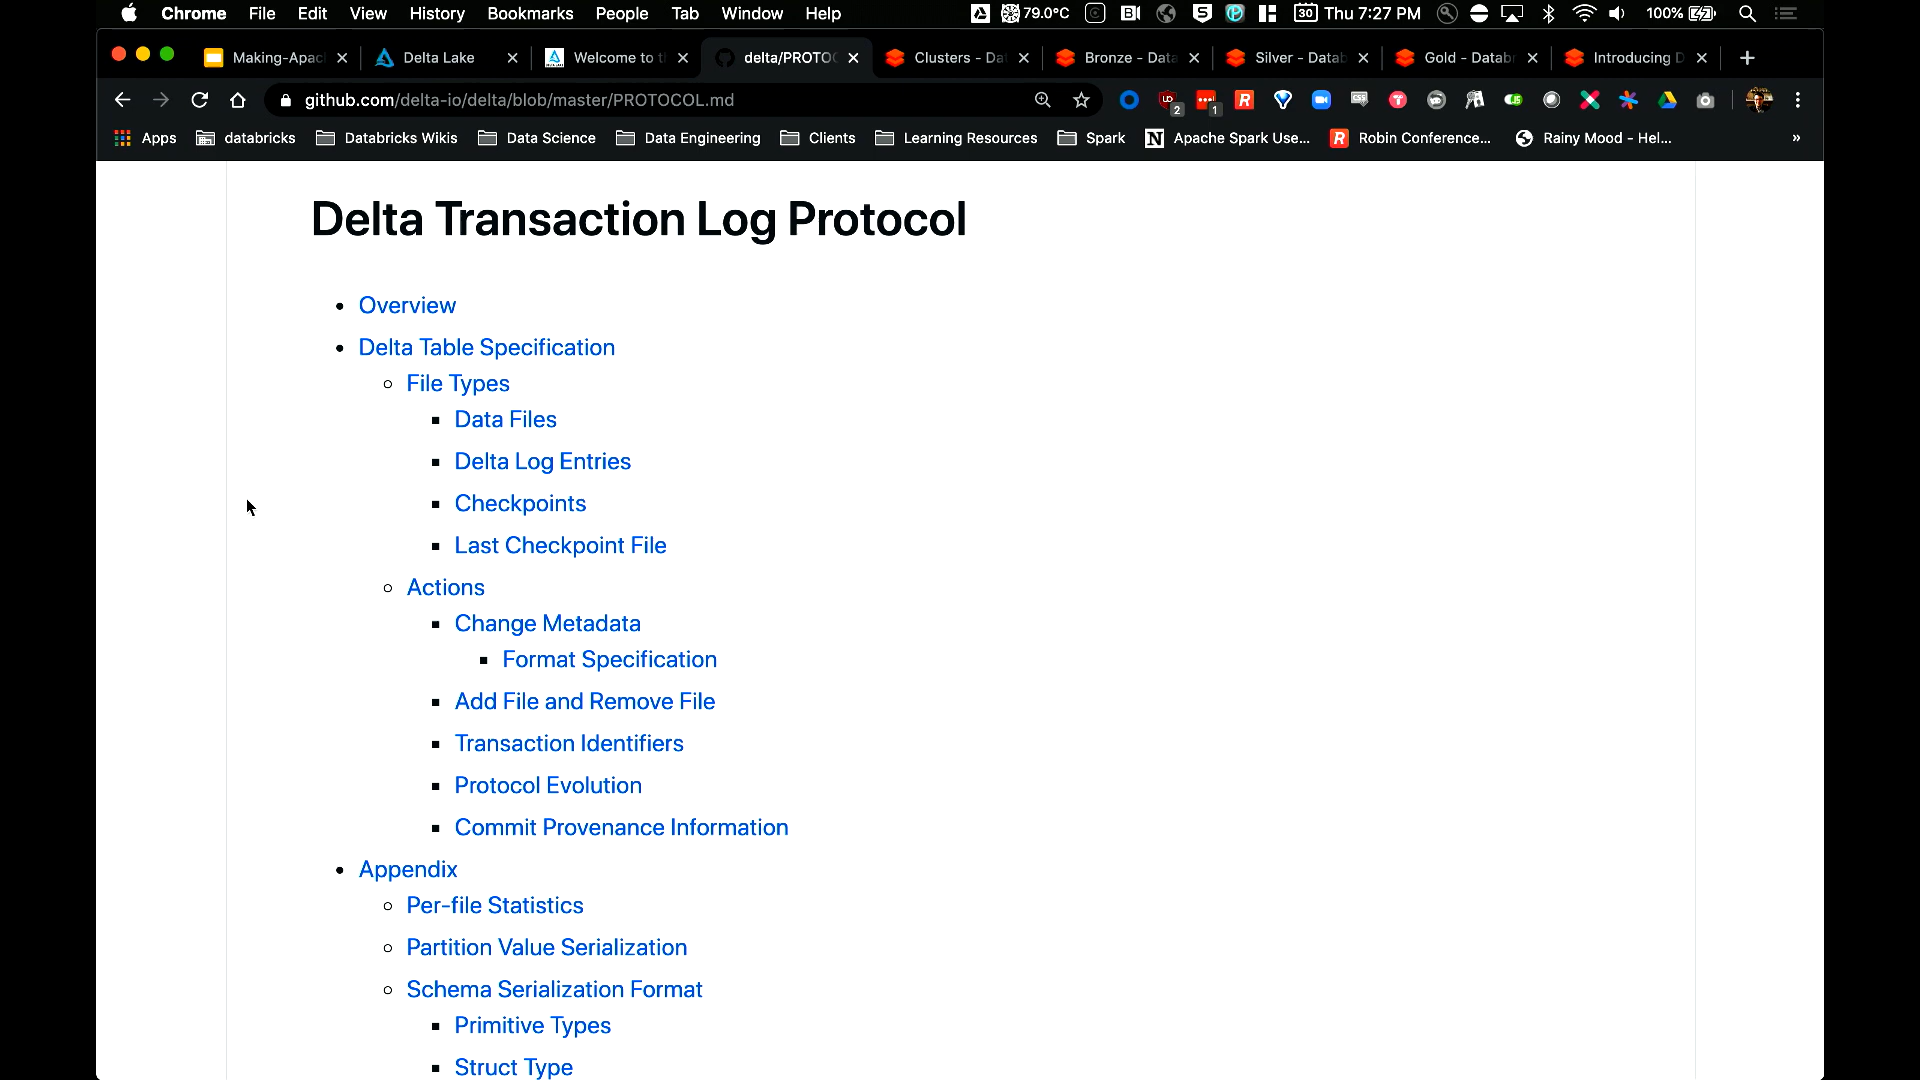 Chrome File Edit View History Bookmarks People Tab Window Help 79.0°C 30 Thu 7:27 PM 100%
Making-Apac Delta Lake Welcome to t delta/PROTOC Clusters - Da Bronze - Data Silver - Datab Gold - Databr Introducing D
github.com/delta-io/delta/blob/master/PROTOCOL.md 2 1
Apps databricks Databricks Wikis Data Science Data Engineering Clients Learning Resources Spark Apache Spark Use... Robin Conference... Rainy Mood - Hel... »
Delta Transaction Log Protocol
Overview
Delta Table Specification
File Types
Data Files
Delta Log Entries
Checkpoints
Last Checkpoint File
Actions
Change Metadata
Format Specification
Add File and Remove File
Transaction Identifiers
Protocol Evolution
Commit Provenance Information
Appendix
Per-file Statistics
Partition Value Serialization
Schema Serialization Format
Primitive Types
Struct Type